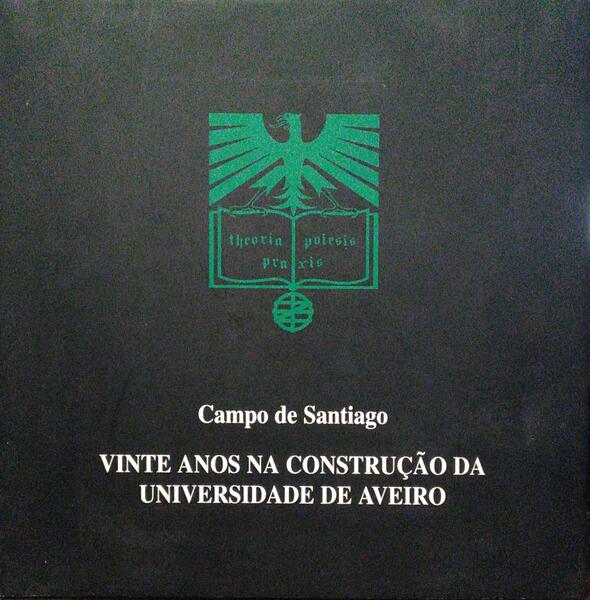 theoria poiesis
praxis
Campo de Santiago
VINTE ANOS NA CONSTRUÇÃO DA
UNIVERSIDADE DE AVEIRO